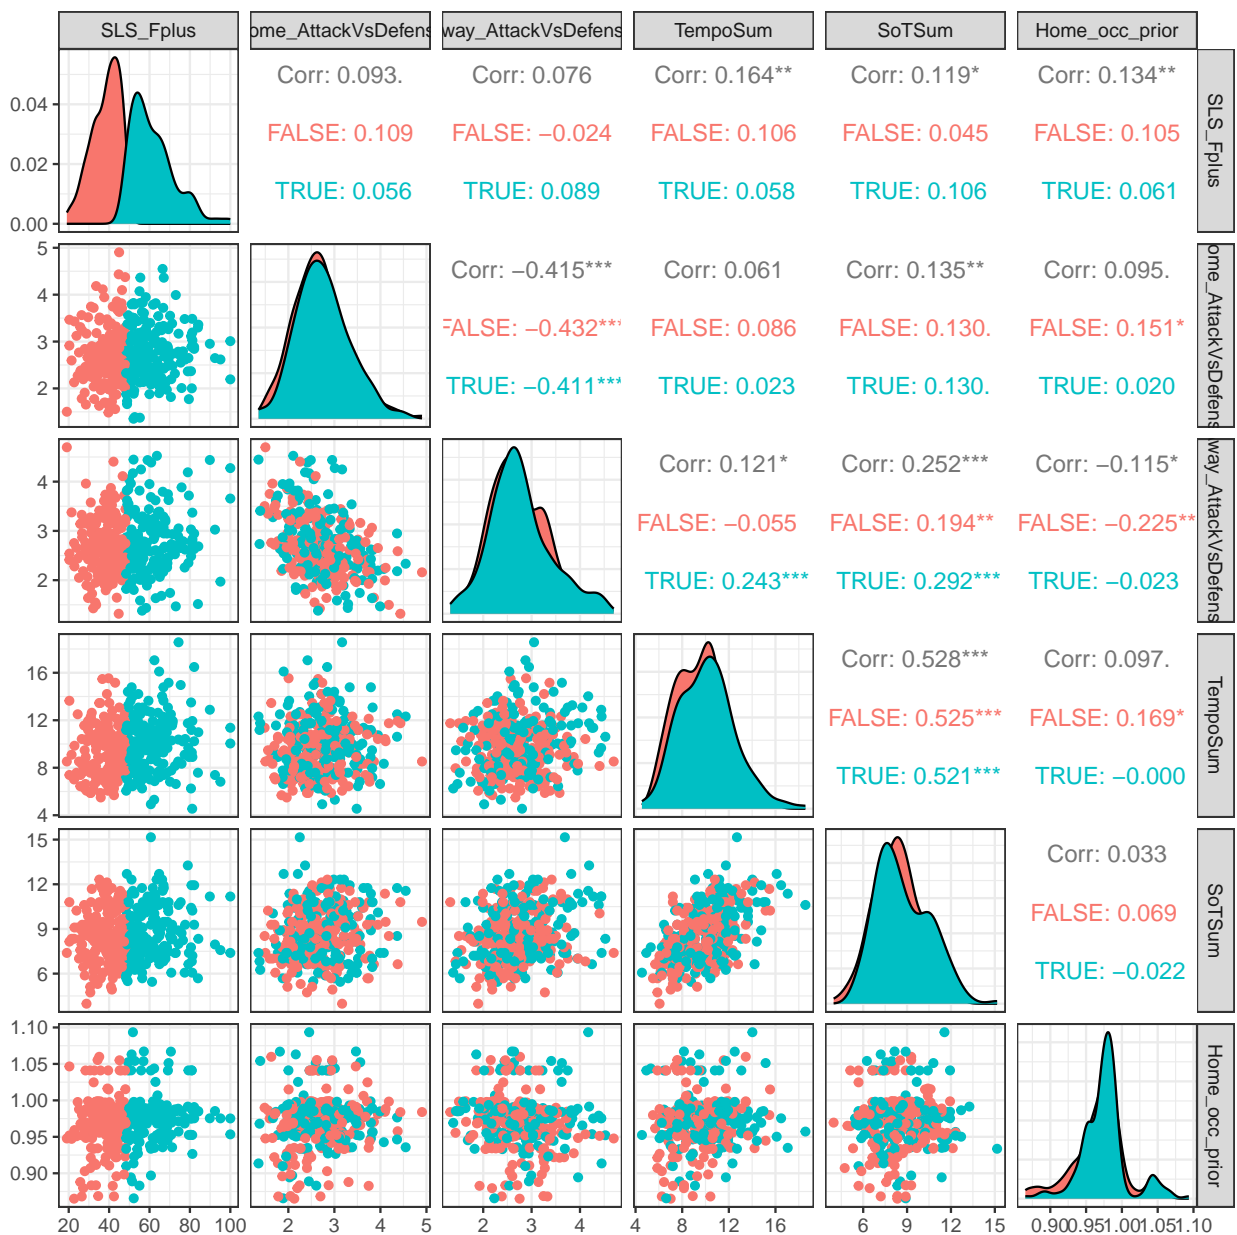 SLS_Fplus
ome_AttackVsDefens
way_AttackVsDefens
TempoSum
SoTSum
Home_occ_prior
0.04
0.02
0.00
Corr: 0.093.
FALSE: 0.109
TRUE: 0.056
Corr: 0.076
FALSE: −0.024
TRUE: 0.089
Corr: 0.164**
FALSE: 0.106
TRUE: 0.058
Corr: 0.119*
FALSE: 0.045
TRUE: 0.106
Corr: 0.134**
FALSE: 0.105
TRUE: 0.061
SLS_Fplus
5
4
3
2
Corr: −0.415***
FALSE: −0.432***
TRUE: −0.411***
Corr: 0.061
FALSE: 0.086
TRUE: 0.023
Corr: 0.135**
FALSE: 0.130.
TRUE: 0.130.
Corr: 0.095.
FALSE: 0.151*
TRUE: 0.020
ome_AttackVsDefens
4
3
2
Corr: 0.121*
FALSE: −0.055
TRUE: 0.243***
Corr: 0.252***
FALSE: 0.194**
TRUE: 0.292***
Corr: −0.115*
FALSE: −0.225**
TRUE: −0.023
way_AttackVsDefens
16
12
8
4
Corr: 0.528***
FALSE: 0.525***
TRUE: 0.521***
Corr: 0.097.
FALSE: 0.169*
TRUE: −0.000
TempoSum
15
12
9
6
Corr: 0.033
FALSE: 0.069
TRUE: −0.022
SoTSum
1.10
1.05
1.00
0.95
0.90
Home_occ_prior
20 40 60 80 100
2 3 4 5
2 3 4
4 8 12 16
6 9 12 15
0.90 0.95 1.00 1.05 1.10